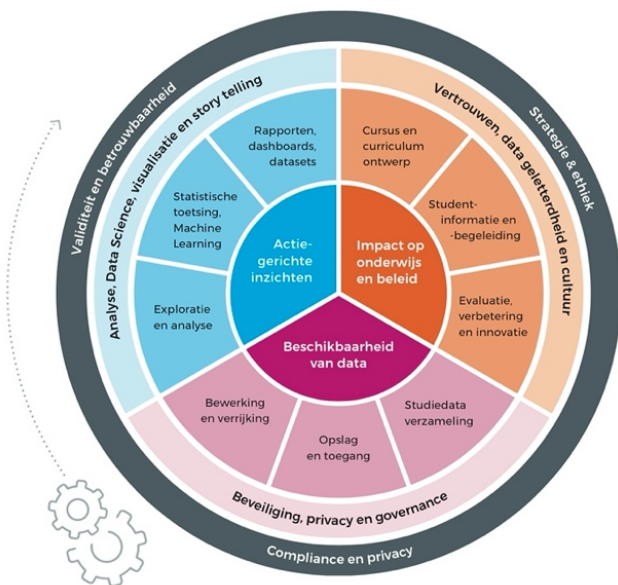 Validiteit en betrouwbaarheid
Strategie & ethiek
Compliance en privacy
Analyse, Data Science, visualisatie en story telling
Vertrouwen, data geletterdheid en cultuur
Beveiliging, privacy en governance
Rapporten,
dashboards,
datasets
Statistische
toetsing,
Machine
Learning
Exploratie
en analyse
Actie-
gerichte
inzichten
Cursus en
curriculum
ontwerp
Student-
informatie en
-begeleiding
Evaluatie,
verbetering
en innovatie
Impact op
onderwijs
en beleid
Beschikbaarheid
van data
Bewerking
en verrijking
Opslag
en toegang
Studiedata
verzameling